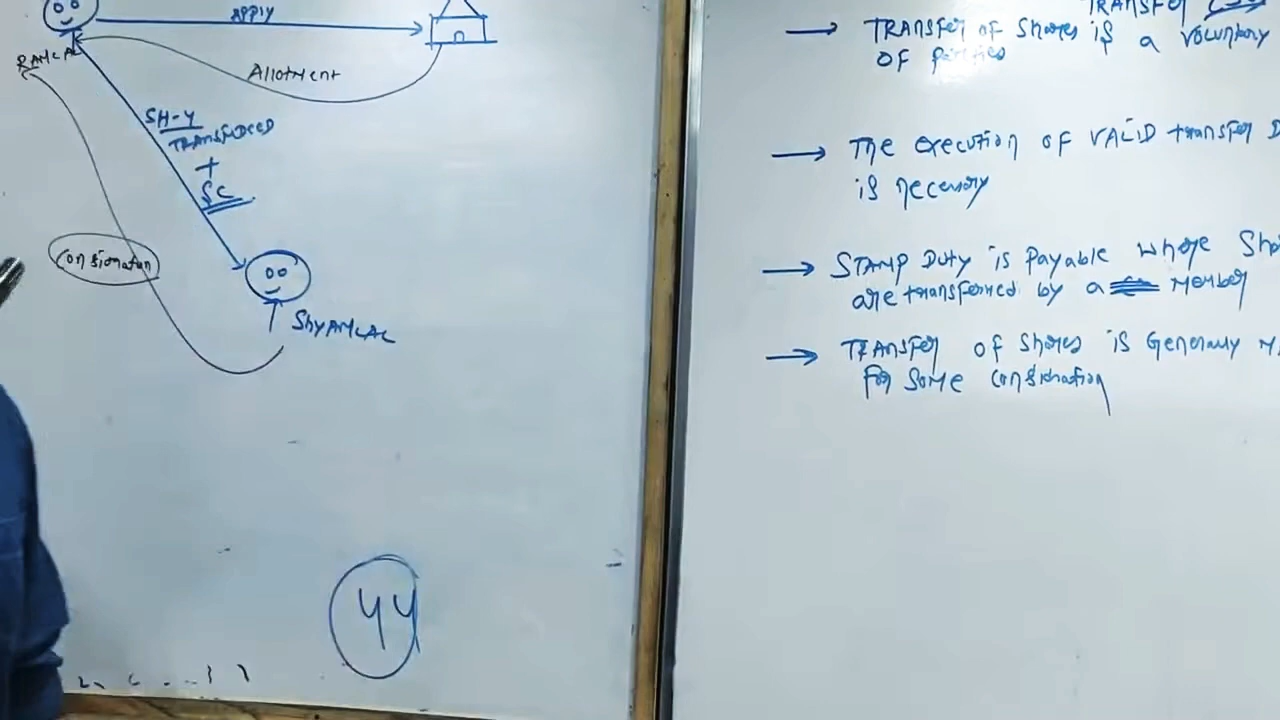 APPLY
RAMLAL
Allotment
SH-4
TRANSFERED
+
SC
Consideration
ShyAMLAL
44
TRANSFER
→ TRANSFER OF Shares is a voluntary
OF parties
→ The execution OF VALID transfer D
is necessary
→ STAMP Duty is payable where Sha
are transferred by a member
→ TRANSFER OF Shares is Generally M
For Some consideration